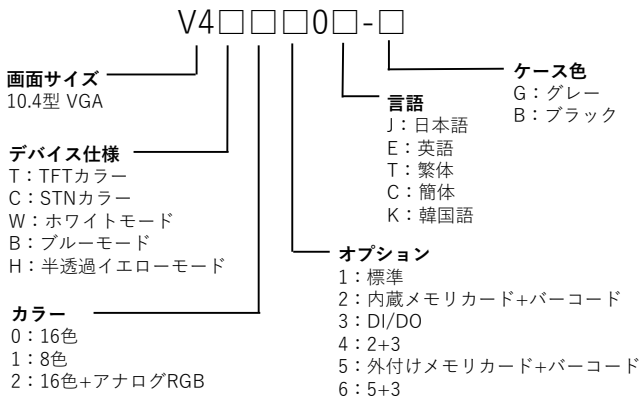 V4□□□0□-□
画面サイズ
10.4型 VGA
デバイス仕様
T：TFTカラー
C：STNカラー
W：ホワイトモード
B：ブルーモード
H：半透過イエローモード
カラー
0：16色
1：8色
2：16色+アナログRGB
ケース色
G：グレー
B：ブラック
言語
J：日本語
E：英語
T：繁体
C：簡体
K：韓国語
オプション
1：標準
2：内蔵メモリカード+バーコード
3：DI/DO
4：2+3
5：外付けメモリカード+バーコード
6：5+3